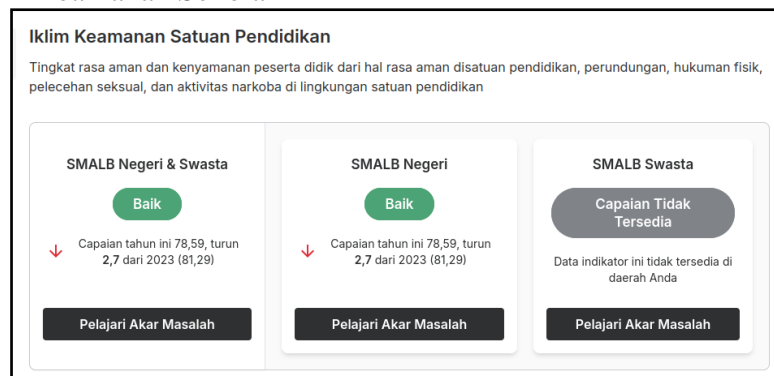 Iklim Keamanan Satuan Pendidikan
Tingkat rasa aman dan kenyamanan peserta didik dari hal rasa aman disatuan pendidikan, perundungan, hukuman fisik,
pelecehan seksual, dan aktivitas narkoba di lingkungan satuan pendidikan
SMALB Negeri & Swasta
Baik
Capaian tahun ini 78,59, turun
2,7 dari 2023 (81,29)
Pelajari Akar Masalah
SMALB Negeri
Baik
Capaian tahun ini 78,59, turun
2,7 dari 2023 (81,29)
Pelajari Akar Masalah
SMALB Swasta
Capaian Tidak
Tersedia
Data indikator ini tidak tersedia di
daerah Anda
Pelajari Akar Masalah